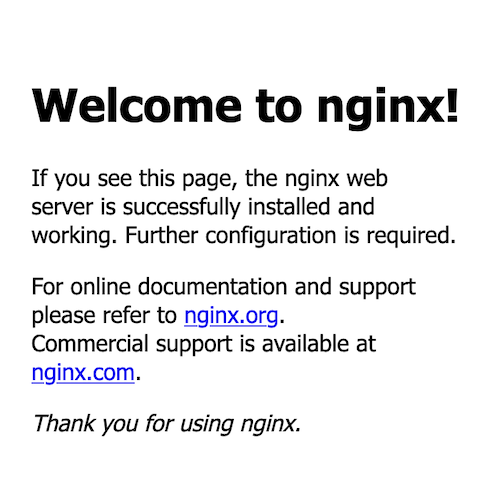 Welcome to nginx!
If you see this page, the nginx web
server is successfully installed and
working. Further configuration is required.
For online documentation and support
please refer to nginx.org.
Commercial support is available at
nginx.com.
Thank you for using nginx.